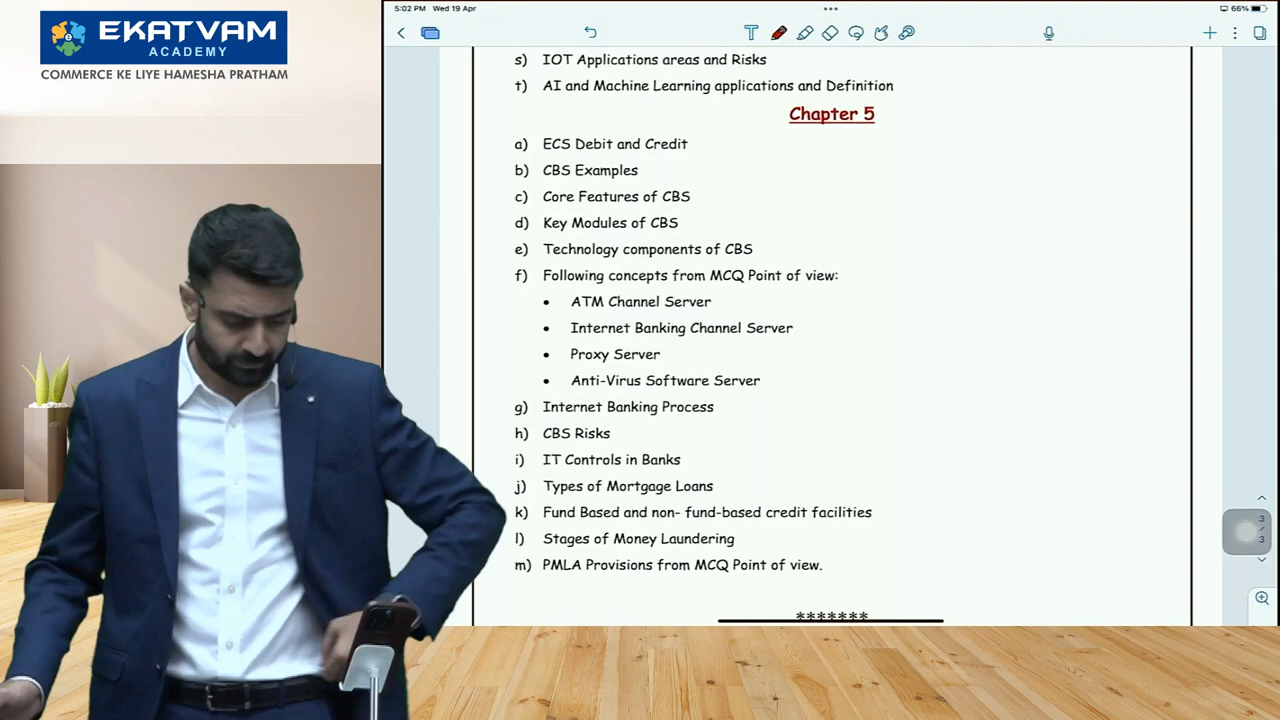 EKATVAM
ACADEMY
COMMERCE KE LIYE HAMESHA PRATHAM
5:02 PM Wed 19 Apr
66%
s) IOT Applications areas and Risks
t) AI and Machine Learning applications and Definition
Chapter 5
a) ECS Debit and Credit
b) CBS Examples
c) Core Features of CBS
d) Key Modules of CBS
e) Technology components of CBS
f) Following concepts from MCQ Point of view:
• ATM Channel Server
• Internet Banking Channel Server
• Proxy Server
• Anti-Virus Software Server
g) Internet Banking Process
h) CBS Risks
i) IT Controls in Banks
j) Types of Mortgage Loans
k) Fund Based and non- fund-based credit facilities
l) Stages of Money Laundering
m) PMLA Provisions from MCQ Point of view.
*******
3
/
3